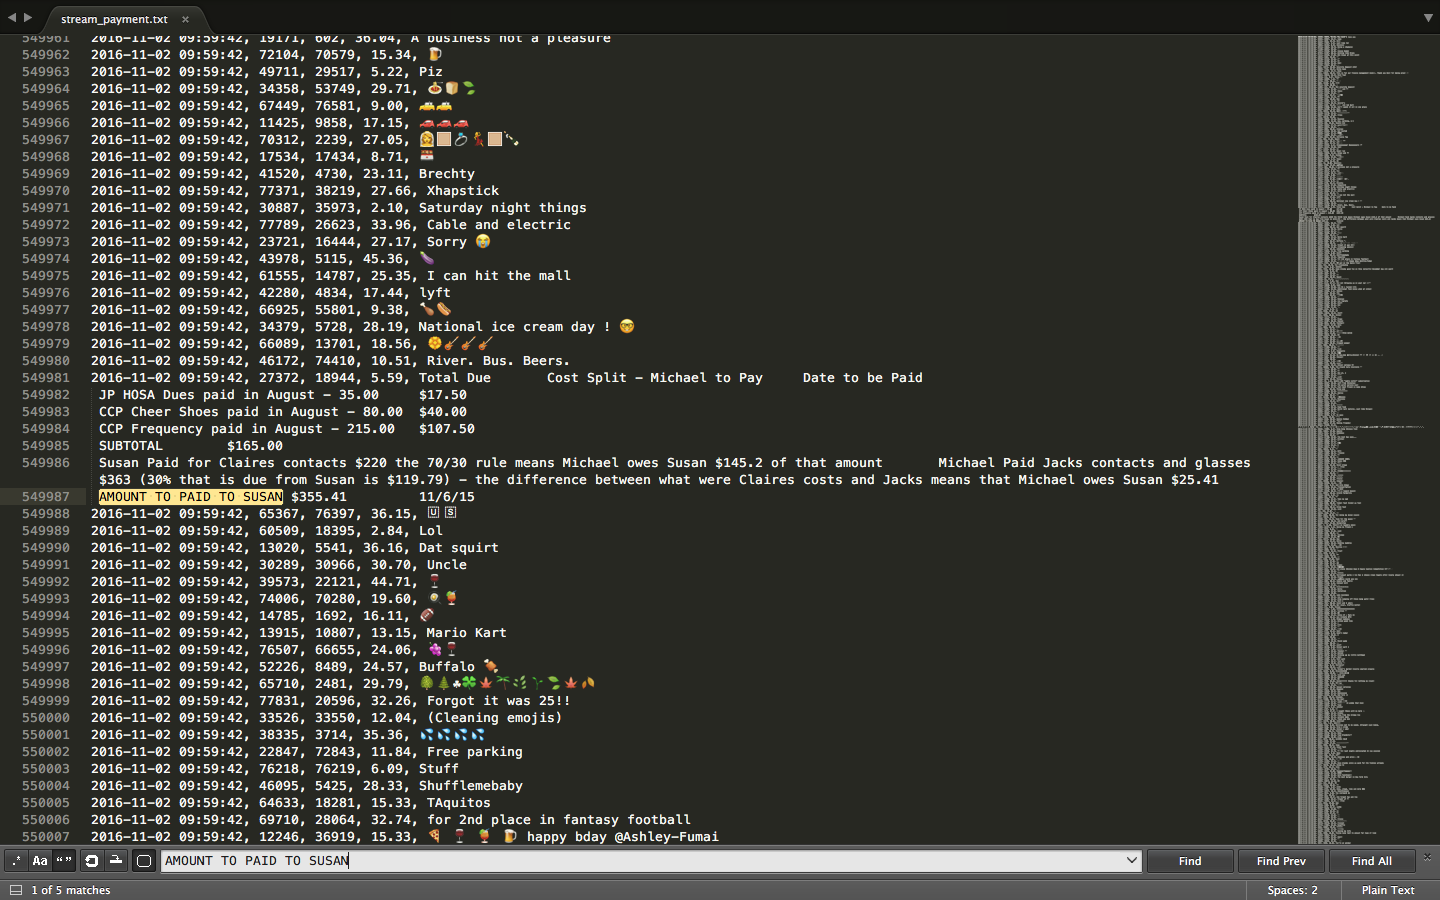 stream_payment.txt ×
549961 2016-11-02 09:59:42, 19171, 602, 36.04, A business not a pleasure
549962 2016-11-02 09:59:42, 72104, 70579, 15.34, 🍺
549963 2016-11-02 09:59:42, 49711, 29517, 5.22, Piz
549964 2016-11-02 09:59:42, 34358, 53749, 29.71, 🍝🍞🍃
549965 2016-11-02 09:59:42, 67449, 76581, 9.00, 🚕🚕
549966 2016-11-02 09:59:42, 11425, 9858, 17.15, 🚗🚗🚗
549967 2016-11-02 09:59:42, 70312, 2239, 27.05, 👰🏼💍💃🏼🍾
549968 2016-11-02 09:59:42, 17534, 17434, 8.71,
549969 2016-11-02 09:59:42, 41520, 4730, 23.11, Brechty
549970 2016-11-02 09:59:42, 77371, 38219, 27.66, Xhapstick
549971 2016-11-02 09:59:42, 30887, 35973, 2.10, Saturday night things
549972 2016-11-02 09:59:42, 77789, 26623, 33.96, Cable and electric
549973 2016-11-02 09:59:42, 23721, 16444, 27.17, Sorry 😭
549974 2016-11-02 09:59:42, 43978, 5115, 45.36, 🍆
549975 2016-11-02 09:59:42, 61555, 14787, 25.35, I can hit the mall
549976 2016-11-02 09:59:42, 42280, 4834, 17.44, lyft
549977 2016-11-02 09:59:42, 66925, 55801, 9.38, 🍗🌭
549978 2016-11-02 09:59:42, 34379, 5728, 28.19, National ice cream day ! 🤓
549979 2016-11-02 09:59:42, 66089, 13701, 18.56, 🏵🎻🎻🎻
549980 2016-11-02 09:59:42, 46172, 74410, 10.51, River. Bus. Beers.
549981 2016-11-02 09:59:42, 27372, 18944, 5.59, Total Due Cost Split – Michael to Pay Date to be Paid
549982 JP HOSA Dues paid in August – 35.00 $17.50
549983 CCP Cheer Shoes paid in August – 80.00 $40.00
549984 CCP Frequency paid in August – 215.00 $107.50
549985 SUBTOTAL $165.00
549986 Susan Paid for Claires contacts $220 the 70/30 rule means Michael owes Susan $145.2 of that amount Michael Paid Jacks contacts and glasses
$363 (30% that is due from Susan is $119.79) – the difference between what were Claires costs and Jacks means that Michael owes Susan $25.41
549987 AMOUNT TO PAID TO SUSAN $355.41 11/6/15
549988 2016-11-02 09:59:42, 65367, 76397, 36.15, 🇺 🇸
549989 2016-11-02 09:59:42, 60509, 18395, 2.84, Lol
549990 2016-11-02 09:59:42, 13020, 5541, 36.16, Dat squirt
549991 2016-11-02 09:59:42, 30289, 30966, 30.70, Uncle
549992 2016-11-02 09:59:42, 39573, 22121, 44.71, 🍷
549993 2016-11-02 09:59:42, 74006, 70280, 19.60, 🍳🍹
549994 2016-11-02 09:59:42, 14785, 1692, 16.11, 🏈
549995 2016-11-02 09:59:42, 13915, 10807, 13.15, Mario Kart
549996 2016-11-02 09:59:42, 76507, 66655, 24.06, 🍇🍷
549997 2016-11-02 09:59:42, 52226, 8489, 24.57, Buffalo 🍖
549998 2016-11-02 09:59:42, 65710, 2481, 29.79, 🌳🌲☘🍀🍁🌴🌿🌱🍃🍁🍂
549999 2016-11-02 09:59:42, 77831, 20596, 32.26, Forgot it was 25!!
550000 2016-11-02 09:59:42, 33526, 33550, 12.04, (Cleaning emojis)
550001 2016-11-02 09:59:42, 38335, 3714, 35.36, 💦💦💦💦
550002 2016-11-02 09:59:42, 22847, 72843, 11.84, Free parking
550003 2016-11-02 09:59:42, 76218, 76219, 6.09, Stuff
550004 2016-11-02 09:59:42, 46095, 5425, 28.33, Shufflemebaby
550005 2016-11-02 09:59:42, 64633, 18281, 15.33, TAquitos
550006 2016-11-02 09:59:42, 69710, 28064, 32.74, for 2nd place in fantasy football
550007 2016-11-02 09:59:42, 12246, 36919, 15.33, 🍕 🍷 🍹 🍺 happy bday @Ashley-Fumai
.* Aa “” AMOUNT TO PAID TO SUSAN Find Find Prev Find All ×
1 of 5 matches Spaces: 2 Plain Text